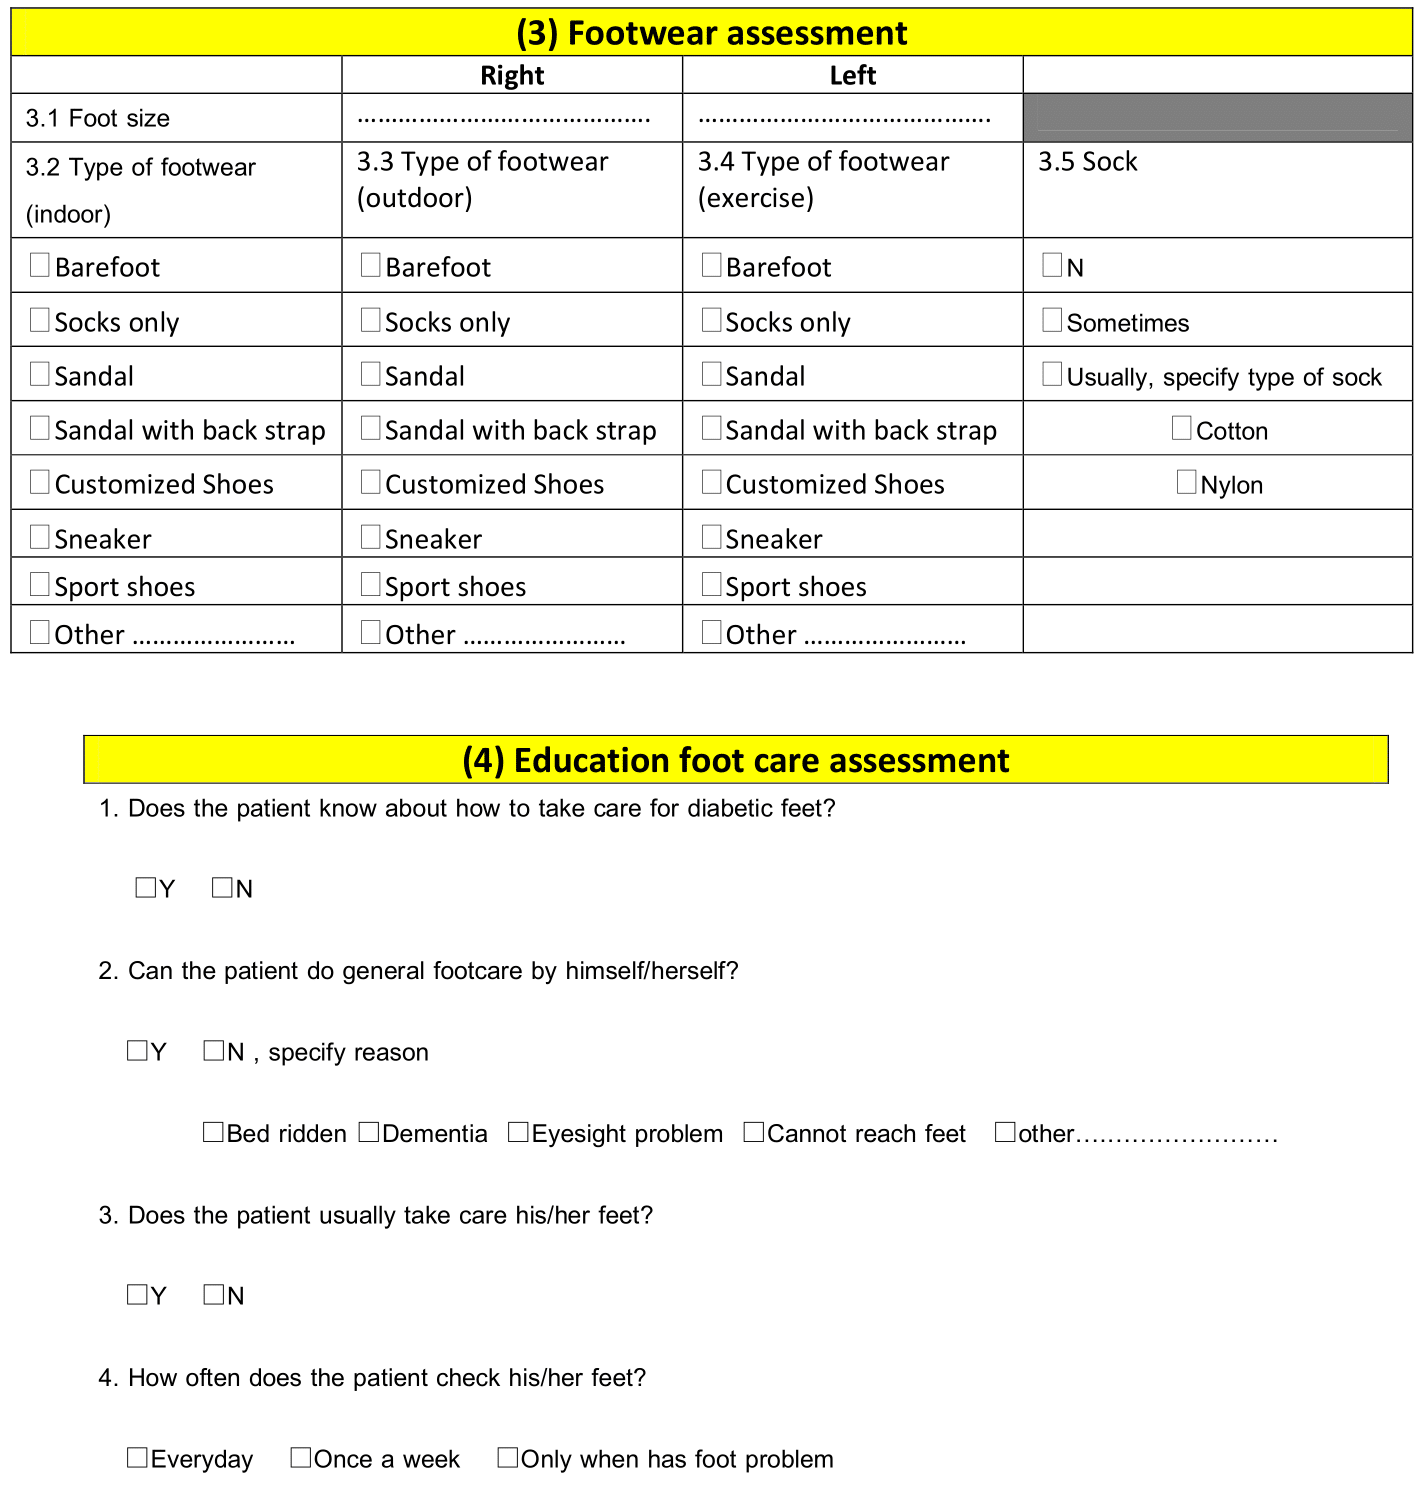 (3) Footwear assessment
Right Left
3.1 Foot size ……………………………………. …………………………………….
3.2 Type of footwear (indoor) 3.3 Type of footwear (outdoor) 3.4 Type of footwear (exercise) 3.5 Sock
☐Barefoot ☐Barefoot ☐Barefoot ☐N
☐Socks only ☐Socks only ☐Socks only ☐Sometimes
☐Sandal ☐Sandal ☐Sandal ☐Usually, specify type of sock
☐Sandal with back strap ☐Sandal with back strap ☐Sandal with back strap ☐Cotton
☐Customized Shoes ☐Customized Shoes ☐Customized Shoes ☐Nylon
☐Sneaker ☐Sneaker ☐Sneaker
☐Sport shoes ☐Sport shoes ☐Sport shoes
☐Other …………………… ☐Other …………………… ☐Other ……………………
(4) Education foot care assessment
1. Does the patient know about how to take care for diabetic feet?
☐Y ☐N
2. Can the patient do general footcare by himself/herself?
☐Y ☐N , specify reason
☐Bed ridden ☐Dementia ☐Eyesight problem ☐Cannot reach feet ☐other…………………….
3. Does the patient usually take care his/her feet?
☐Y ☐N
4. How often does the patient check his/her feet?
☐Everyday ☐Once a week ☐Only when has foot problem